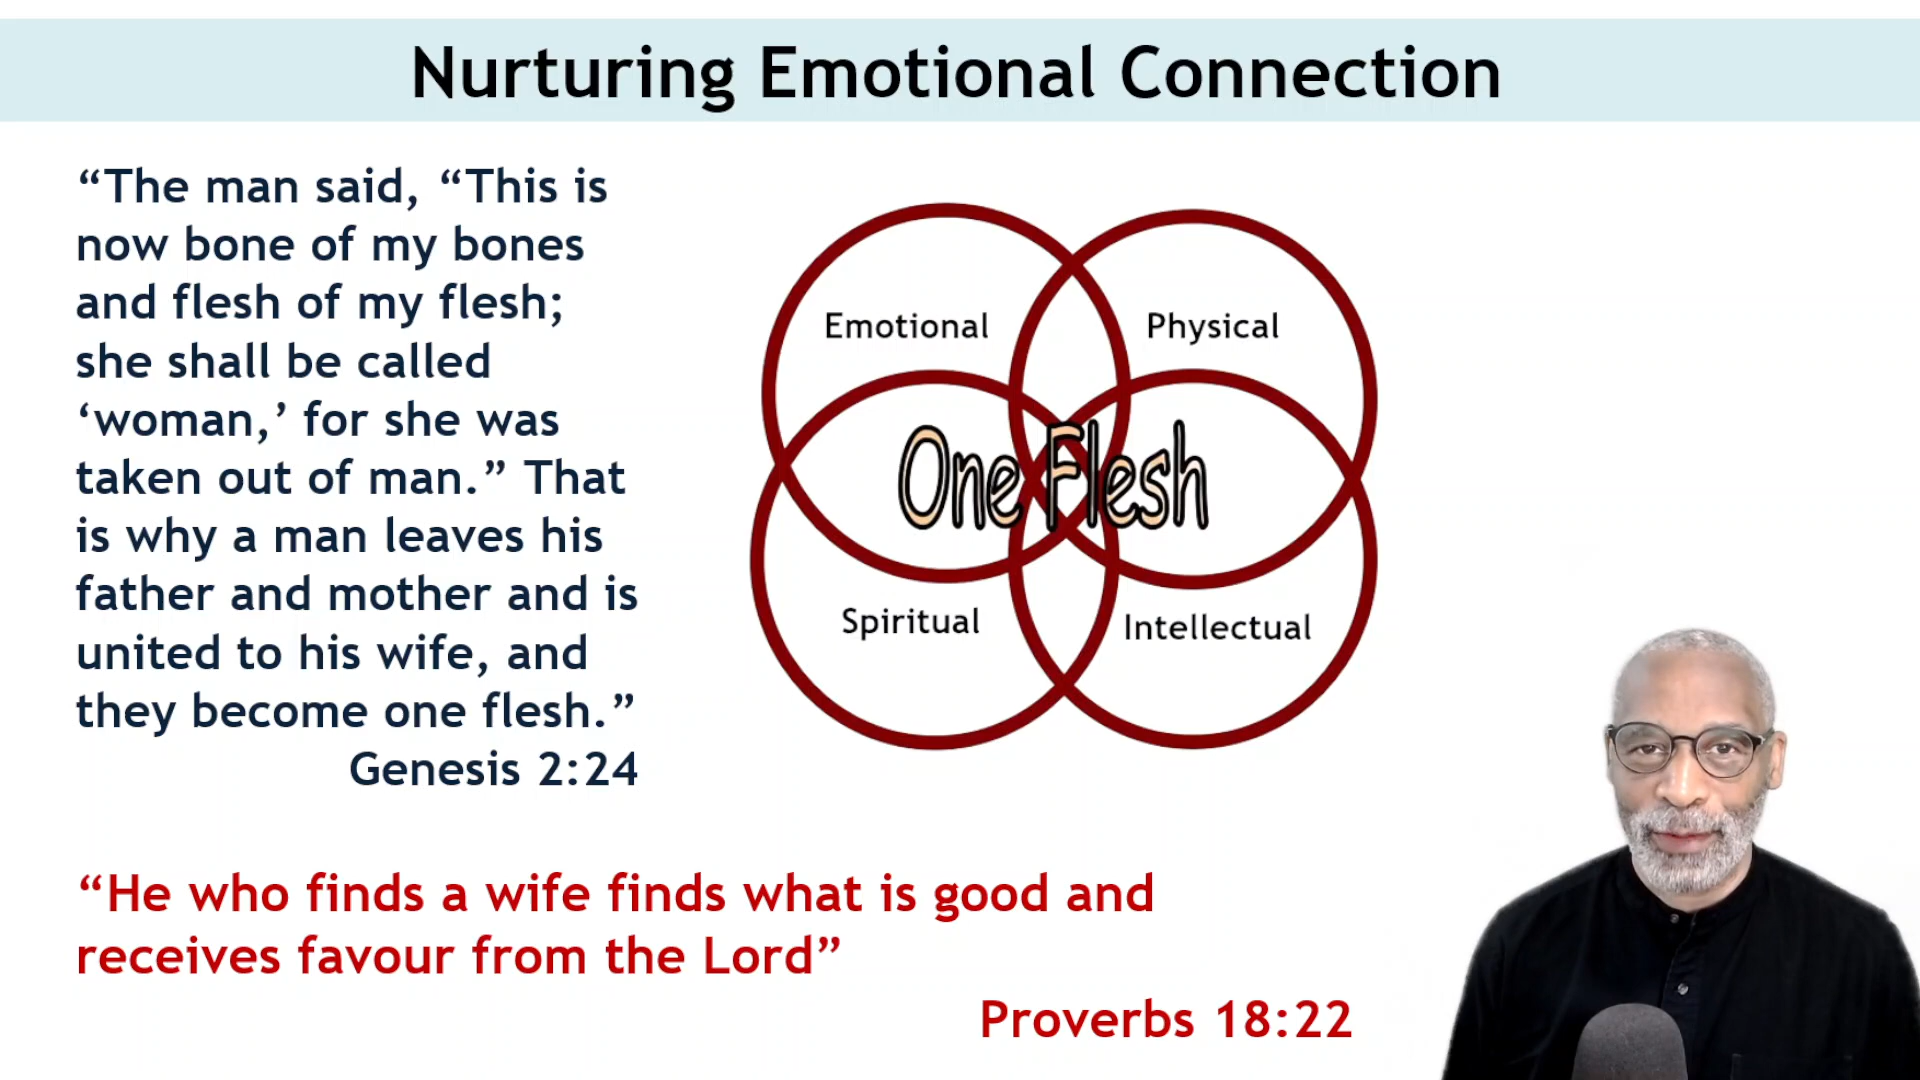 Nurturing Emotional Connection
“The man said, “This is
now bone of my bones
and flesh of my flesh;
she shall be called
‘woman,’ for she was
taken out of man.” That
is why a man leaves his
father and mother and is
united to his wife, and
they become one flesh.”
Genesis 2:24
Emotional
Physical
One Flesh
Spiritual
Intellectual
“He who finds a wife finds what is good and
receives favour from the Lord”
Proverbs 18:22